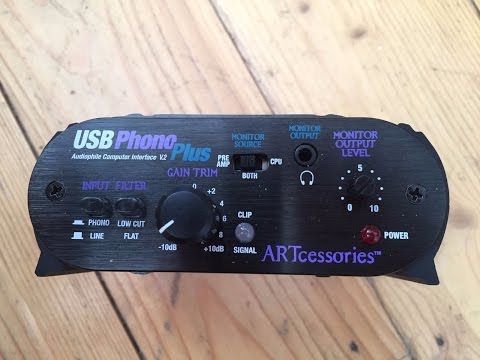 USB Phono Plus
Audiophile Computer Interface V2
MONITOR SOURCE
PRE AMP
CPU
BOTH
MONITOR OUTPUT
MONITOR OUTPUT LEVEL
5
0 10
INPUT FILTER
PHONO LOW CUT
LINE FLAT
GAIN TRIM
0
+2
4
6
8
-10dB +10dB
CLIP
SIGNAL
POWER
ARTcessories™